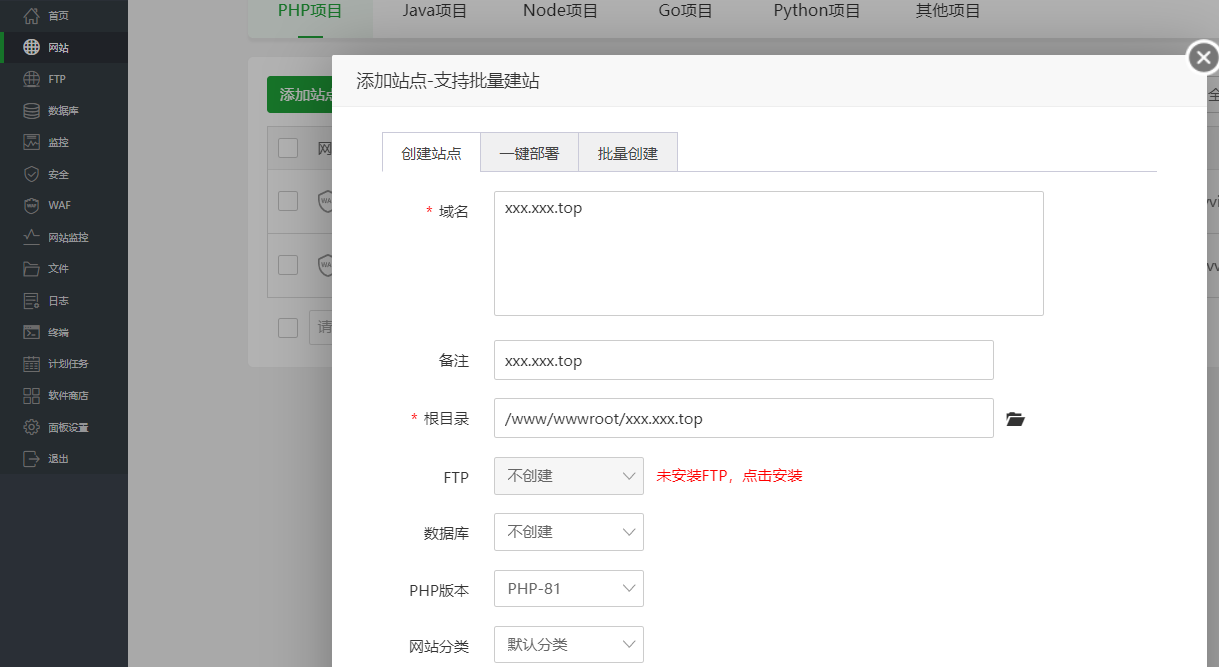 首页
网站
FTP
数据库
监控
安全
WAF
网站监控
文件
日志
终端
计划任务
软件商店
面板设置
退出
PHP项目 Java项目 Node项目 Go项目 Python项目 其他项目
添加站点
网
请
全
添加站点-支持批量建站
创建站点 一键部署 批量创建
* 域名 xxx.xxx.top
备注 xxx.xxx.top
* 根目录 /www/wwwroot/xxx.xxx.top
FTP 不创建 未安装FTP，点击安装
数据库 不创建
PHP版本 PHP-81
网站分类 默认分类